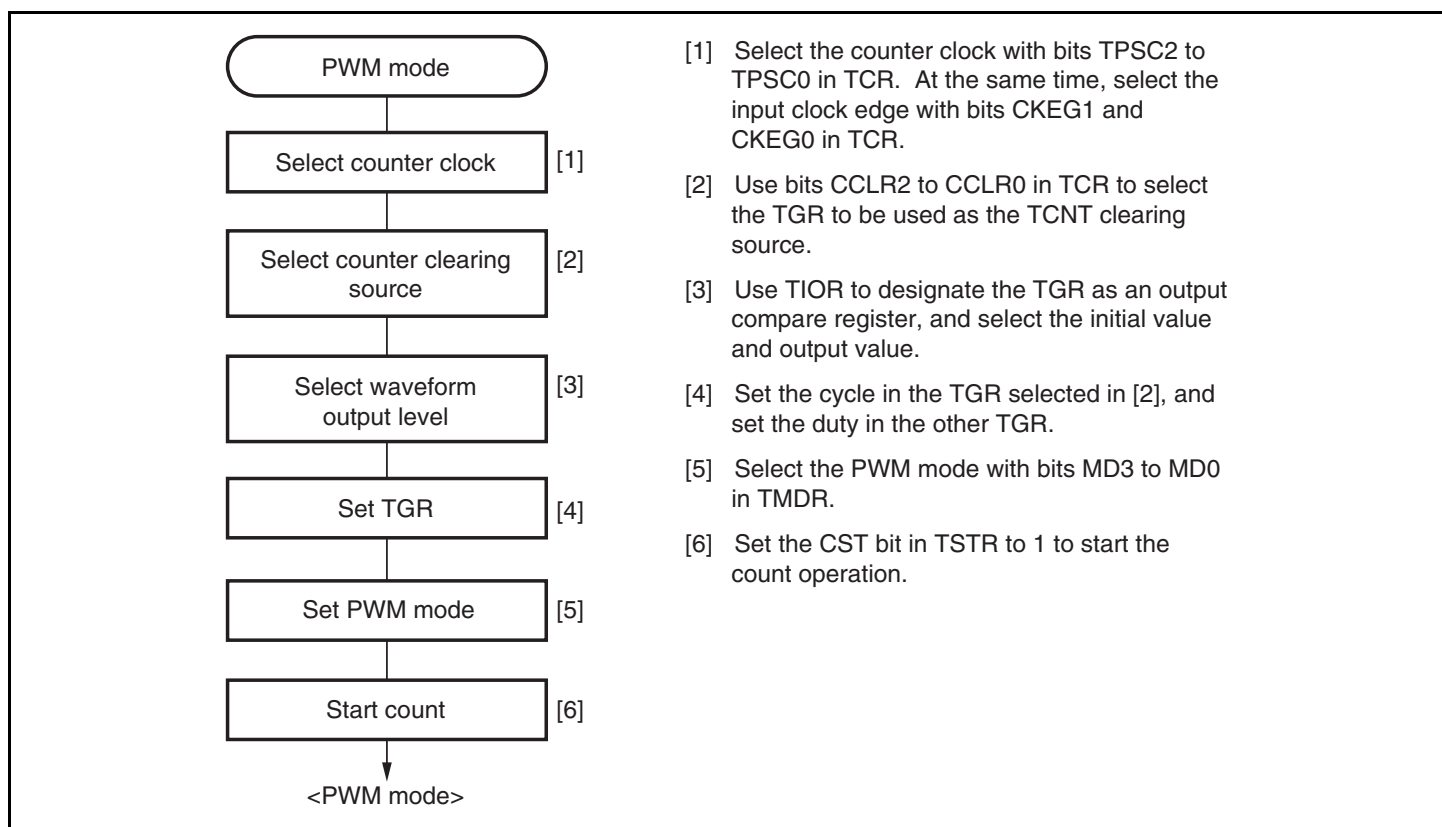 PWM mode
Select counter clock
[1]
Select counter clearing
source
[2]
Select waveform
output level
[3]
Set TGR
[4]
Set PWM mode
[5]
Start count
[6]
<PWM mode>
[1] Select the counter clock with bits TPSC2 to
TPSC0 in TCR. At the same time, select the
input clock edge with bits CKEG1 and
CKEG0 in TCR.
[2] Use bits CCLR2 to CCLR0 in TCR to select
the TGR to be used as the TCNT clearing
source.
[3] Use TIOR to designate the TGR as an output
compare register, and select the initial value
and output value.
[4] Set the cycle in the TGR selected in [2], and
set the duty in the other TGR.
[5] Select the PWM mode with bits MD3 to MD0
in TMDR.
[6] Set the CST bit in TSTR to 1 to start the
count operation.